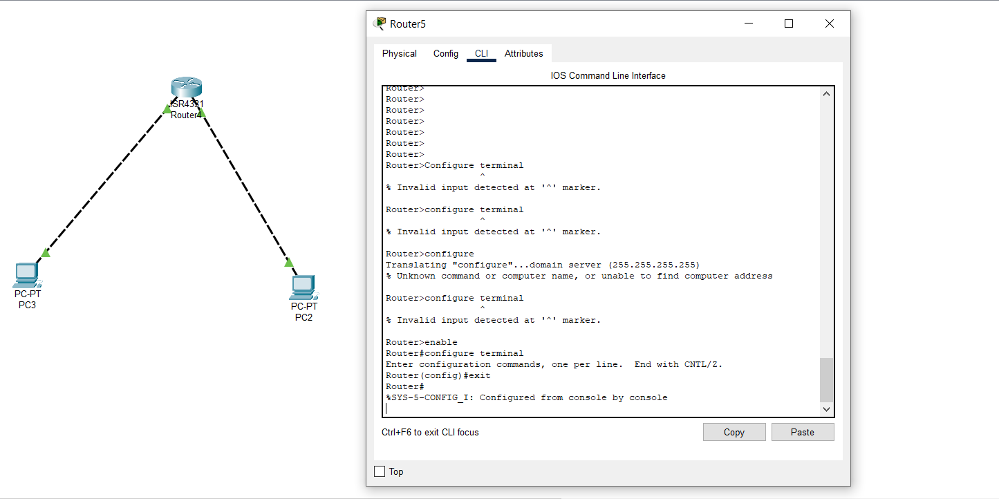 ISR4331
Router4
PC-PT
PC3
PC-PT
PC2
Router5
Physical
Config
CLI
Attributes
IOS Command Line Interface
Router>
Router>
Router>
Router>
Router>
Router>
Router>
Router>Configure terminal
^
% Invalid input detected at '^' marker.
Router>configure terminal
^
% Invalid input detected at '^' marker.
Router>configure
Translating "configure"...domain server (255.255.255.255)
% Unknown command or computer name, or unable to find computer address
Router>configure terminal
^
% Invalid input detected at '^' marker.
Router>enable
Router#configure terminal
Enter configuration commands, one per line.  End with CNTL/Z.
Router(config)#exit
Router#
%SYS-5-CONFIG_I: Configured from console by console
Ctrl+F6 to exit CLI focus
Copy
Paste
Top